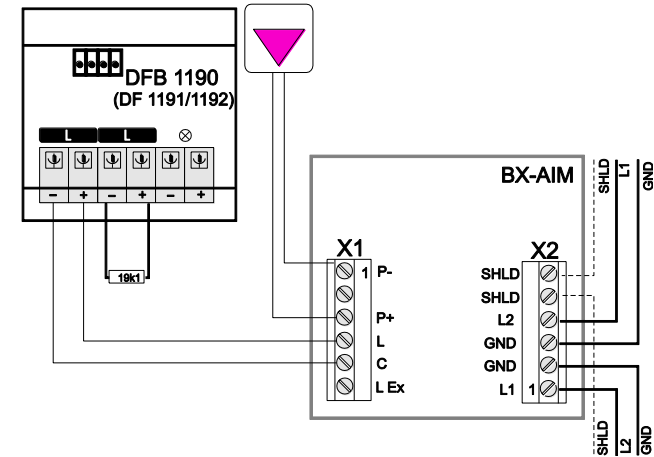 DFB 1190
(DF 1191/1192)
L L
- + - + - +
19k1
BX-AIM
X1
1 P-
P+
L
C
L Ex
X2
SHLD
SHLD
L2
GND
GND
L1 1
SHLD
L1
GND
SHLD
L2
GND